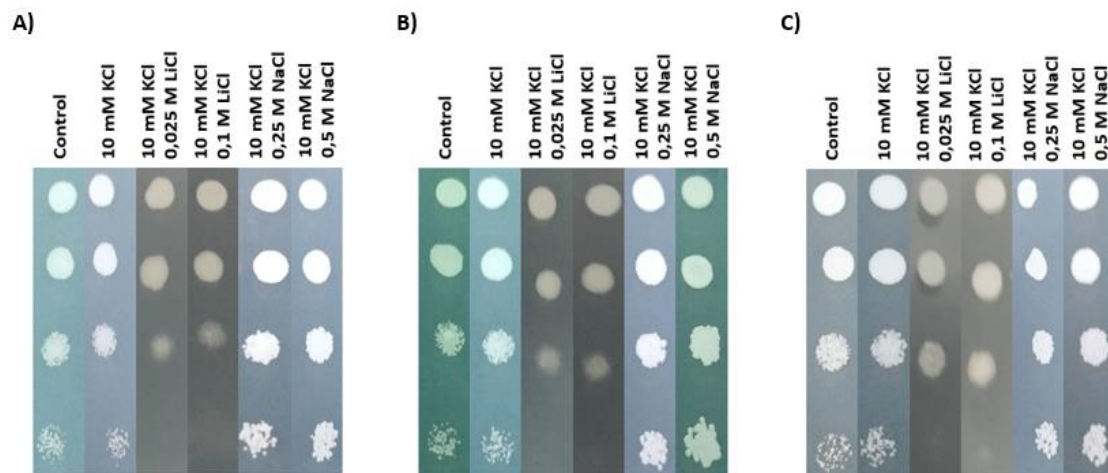 A)
Control
10 mM KCl
10 mM KCl
0,025 M LiCl
10 mM KCl
0,1 M LiCl
10 mM KCl
0,25 M NaCl
10 mM KCl
0,5 M NaCl
B)
Control
10 mM KCl
10 mM KCl
0,025 M LiCl
10 mM KCl
0,1 M LiCl
10 mM KCl
0,25 M NaCl
10 mM KCl
0,5 M NaCl
C)
Control
10 mM KCl
10 mM KCl
0,025 M LiCl
10 mM KCl
0,1 M LiCl
10 mM KCl
0,25 NaCl
10 mM KCl
0,5 M NaCl